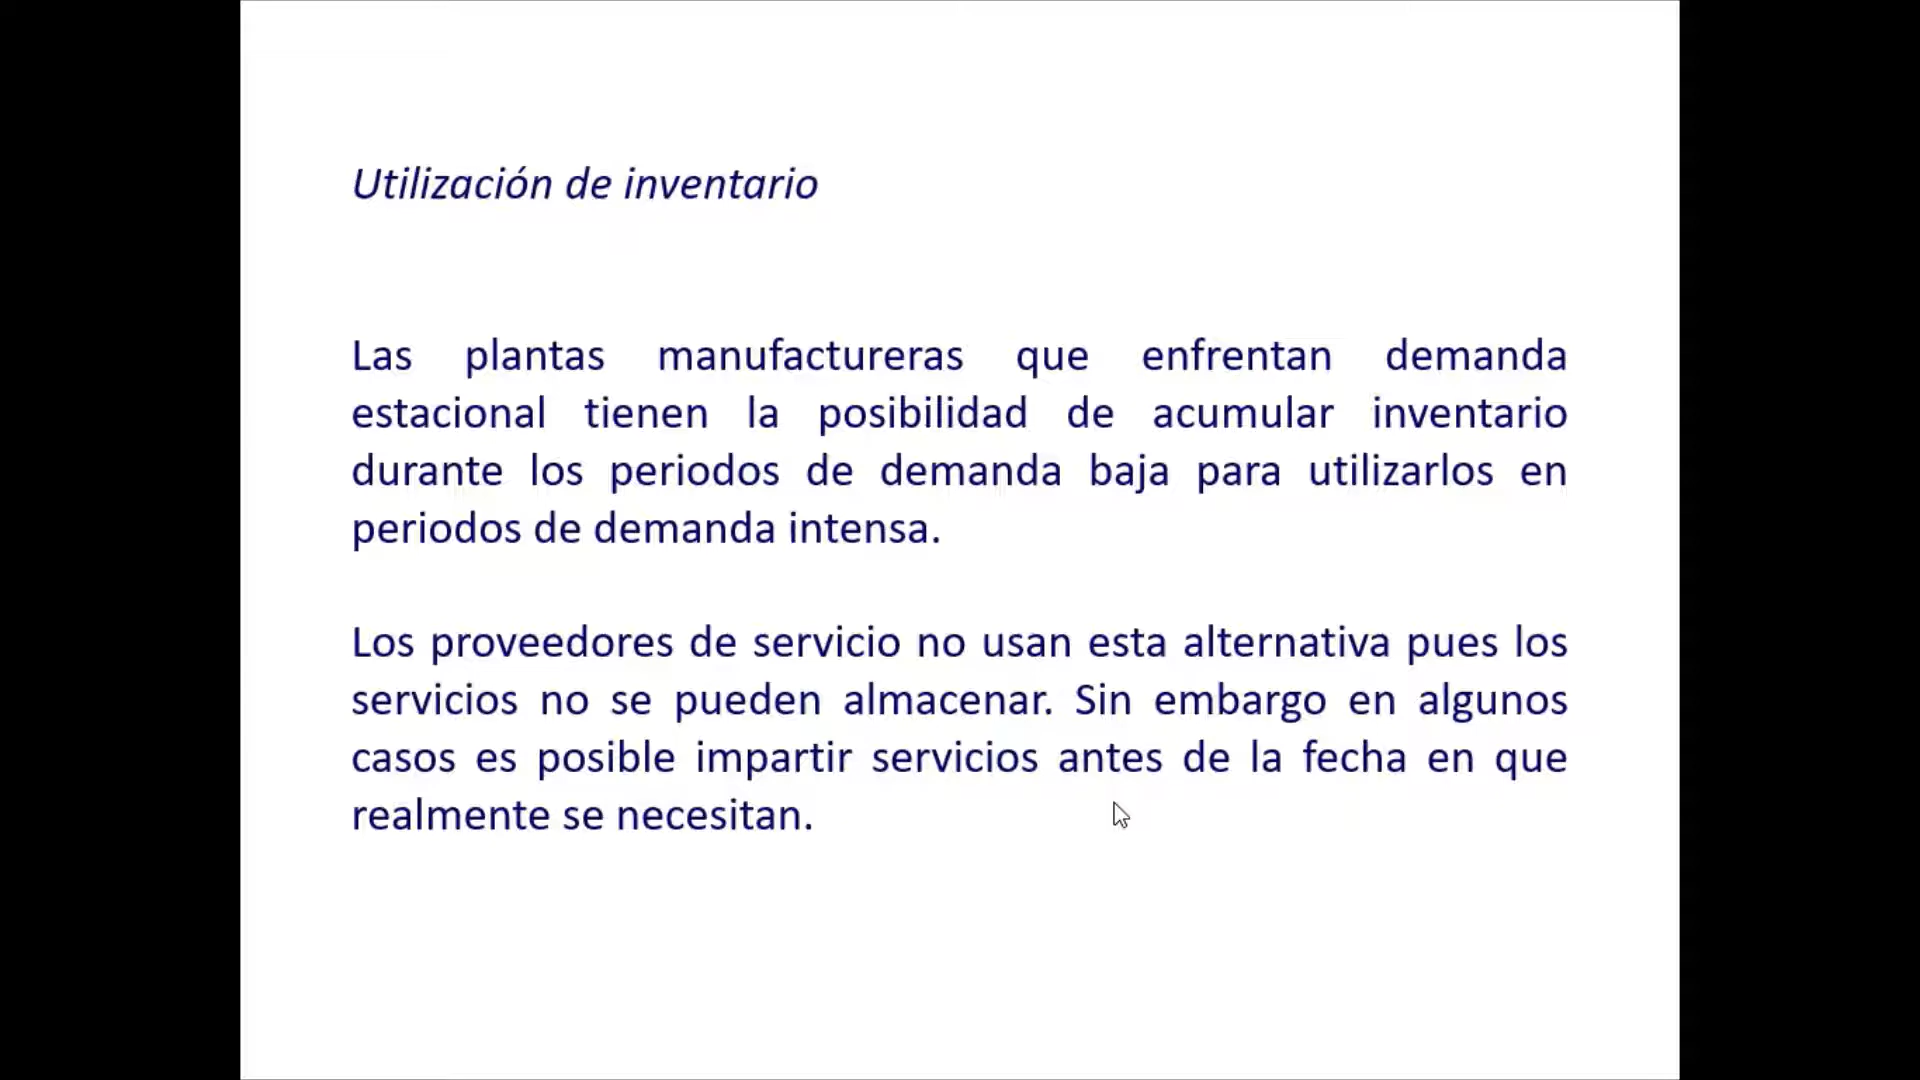 Utilización de inventario
Las plantas manufactureras que enfrentan demanda
estacional tienen la posibilidad de acumular inventario
durante los periodos de demanda baja para utilizarlos en
periodos de demanda intensa.
Los proveedores de servicio no usan esta alternativa pues los
servicios no se pueden almacenar. Sin embargo en algunos
casos es posible impartir servicios antes de la fecha en que
realmente se necesitan.